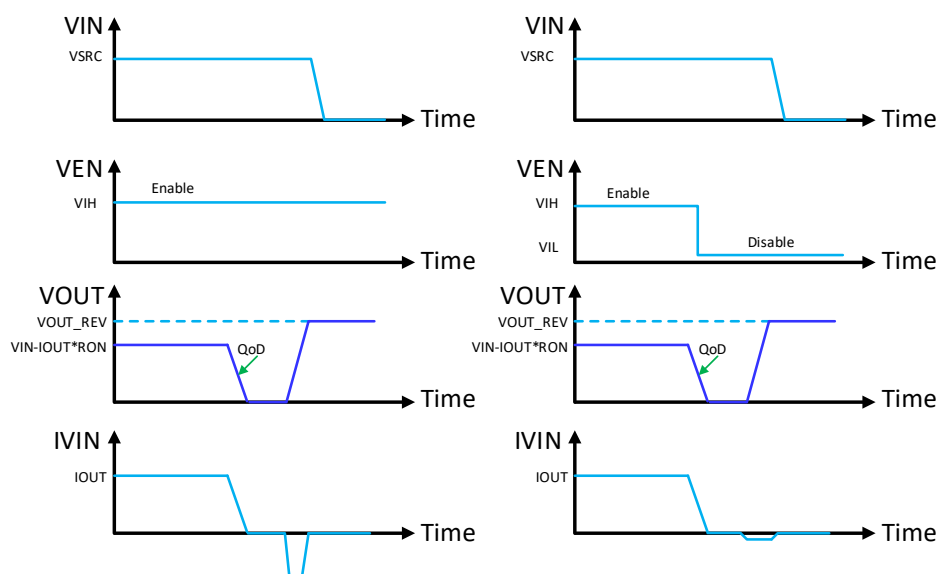 VIN
VSRC
Time
VEN
Enable
VIH
Time
VOUT
VOUT_REV
VIN-IOUT*RON
QoD
Time
IVIN
IOUT
Time
VIN
VSRC
Time
VEN
VIH
Enable
VIL
Disable
Time
VOUT
VOUT_REV
VIN-IOUT*RON
QoD
Time
IVIN
IOUT
Time